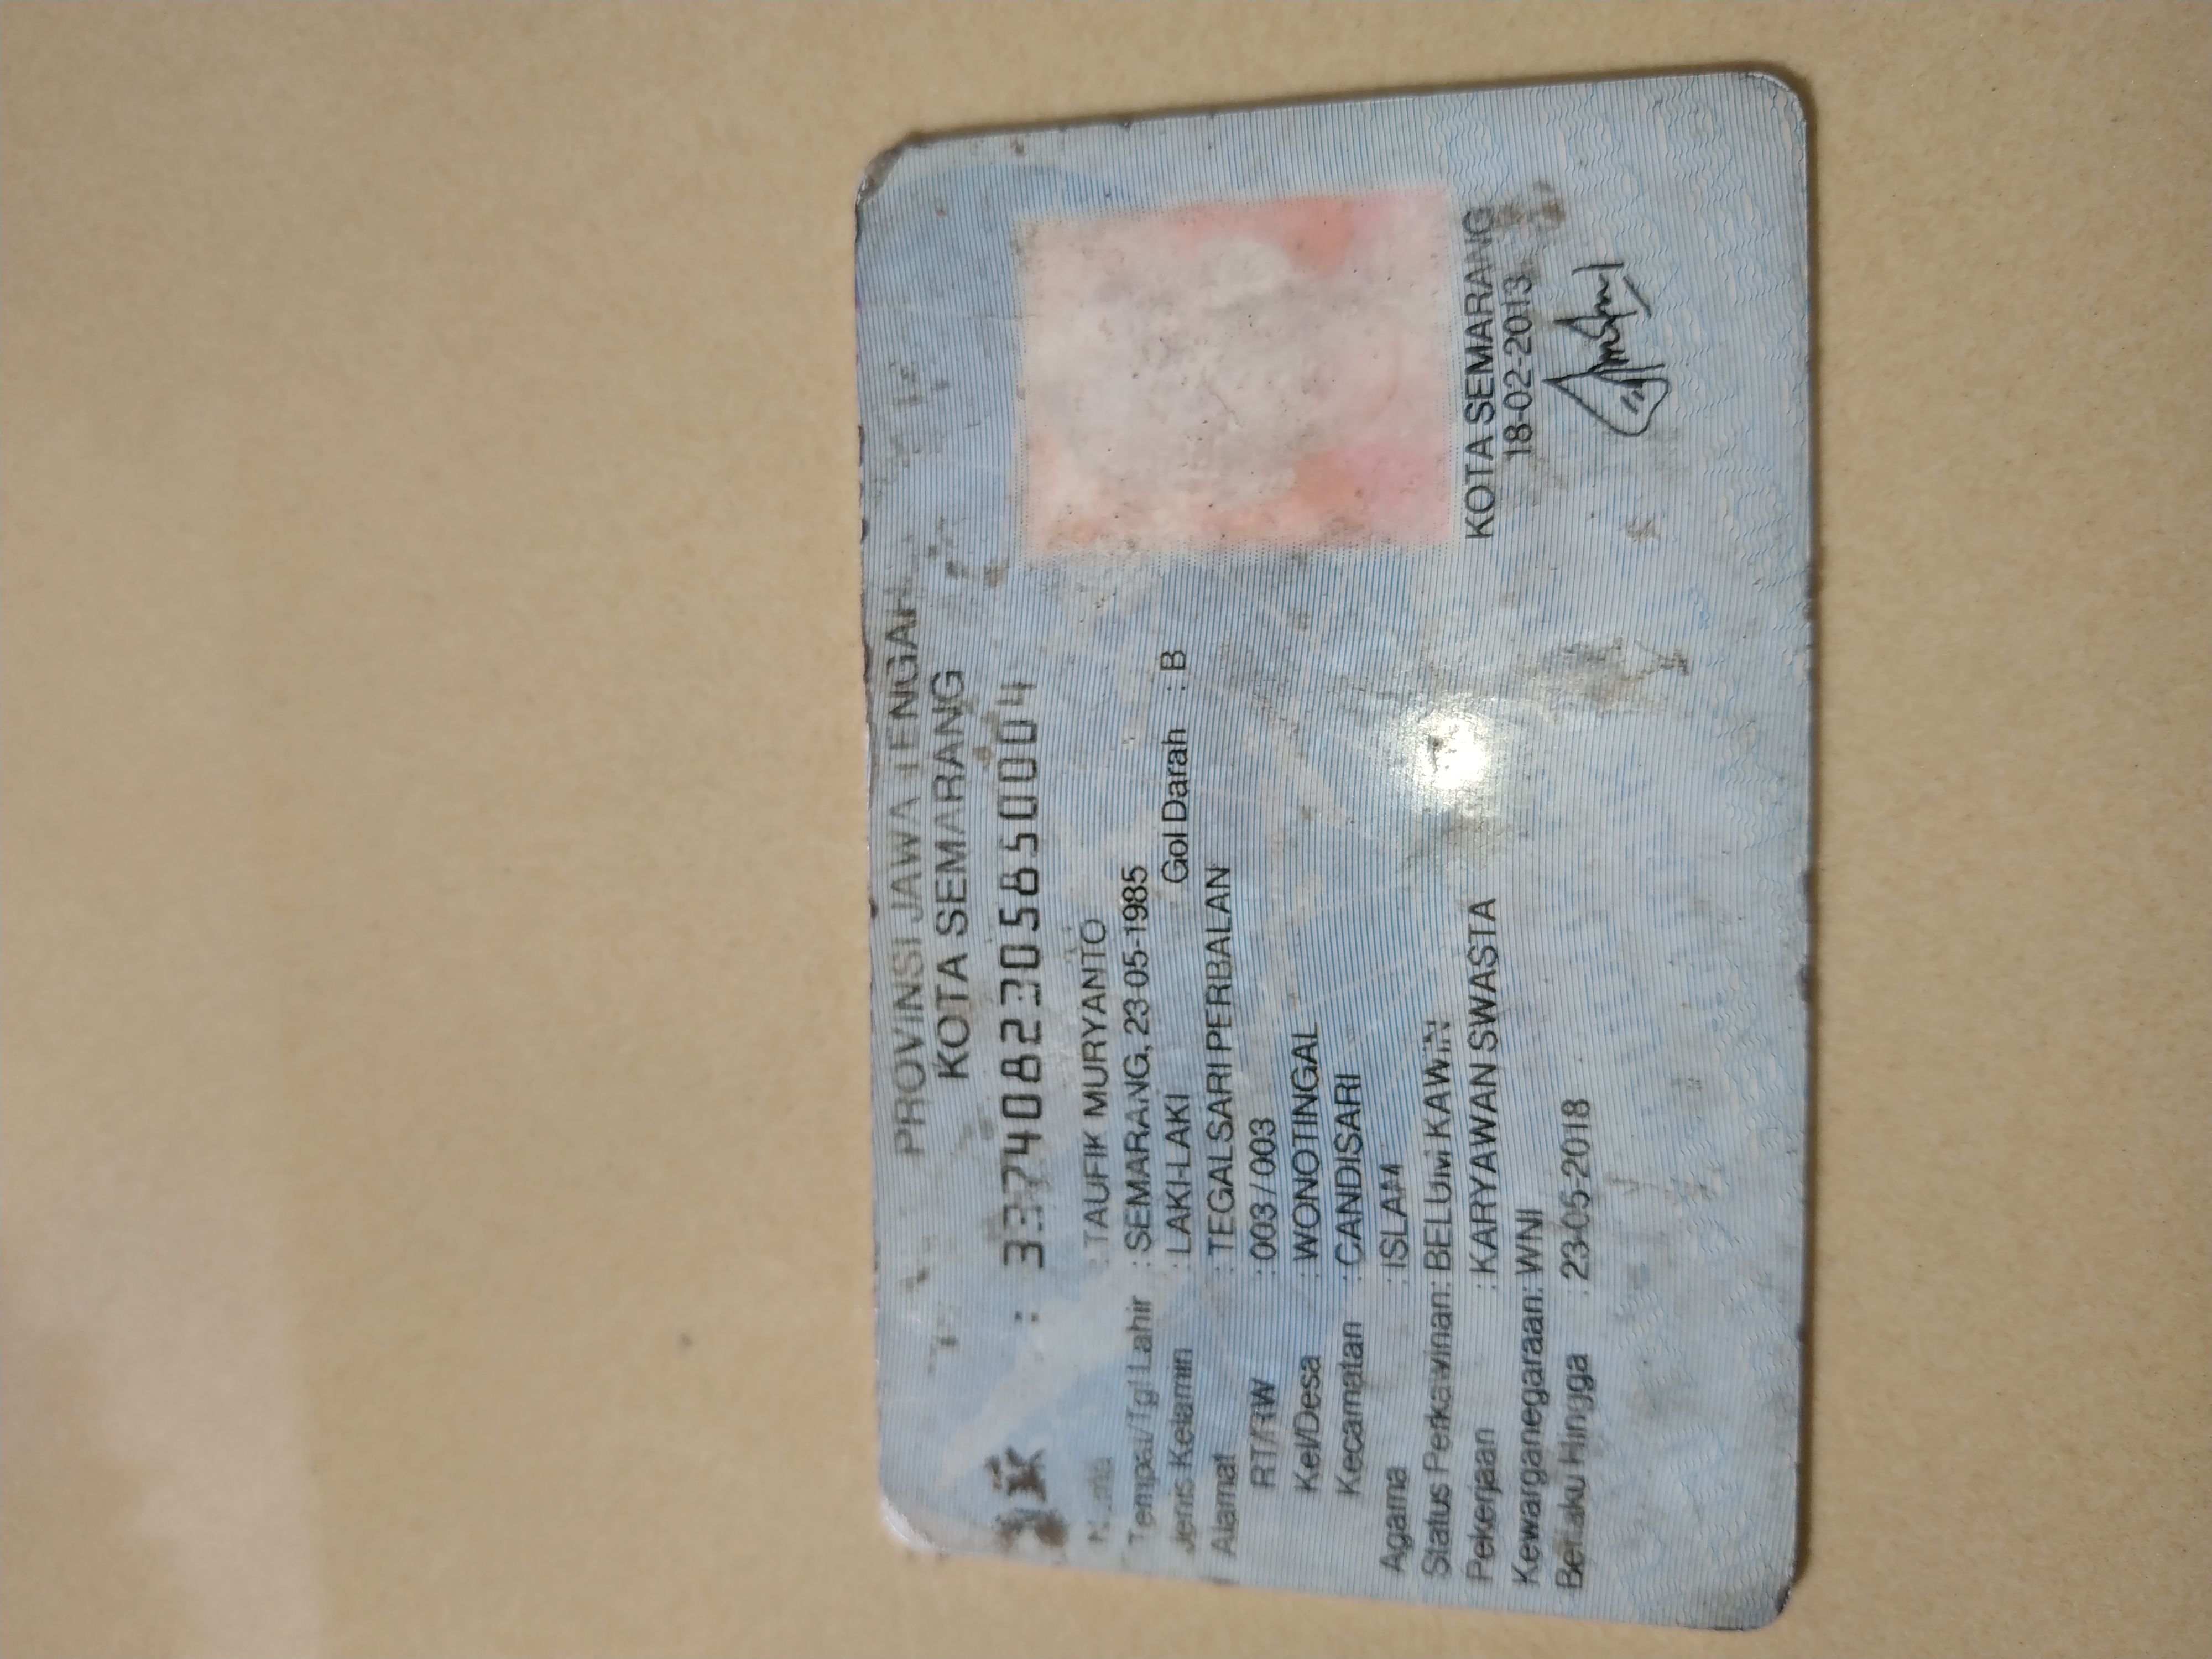 PROVINSI JAWA TENGAH
KOTA SEMARANG
NIK : 3374082305850004
Nama : TAUFIK MURYANTO
Tempat/Tgl Lahir : SEMARANG, 23-05-1985
Jenis Kelamin : LAKI-LAKI Gol Darah : B
Alamat : TEGALSARI PERBALAN
RT/RW : 003 / 003
Kel/Desa : WONOTINGAL
Kecamatan : CANDISARI
Agama : ISLAM
Status Perkawinan: BELUM KAWIN
Pekerjaan : KARYAWAN SWASTA
Kewarganegaraan: WNI
Berlaku Hingga : 23-05-2018
KOTA SEMARANG
18-02-2013